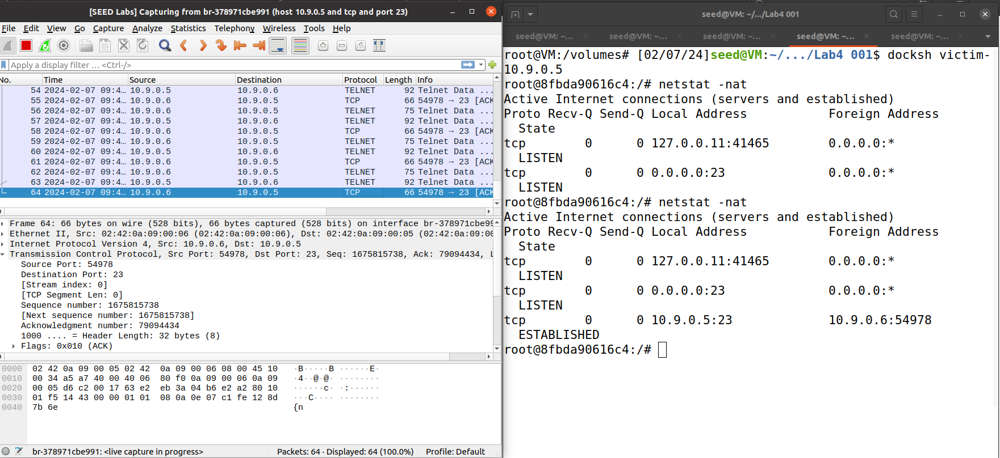 [SEED Labs] Capturing from br-378971cbe991 (host 10.9.0.5 and tcp and port 23)
File Edit View Go Capture Analyze Statistics Telephony Wireless Tools Help
Apply a display filter … <Ctrl-/>
No. Time Source Destination Protocol Length Info
54 2024-02-07 09:4… 10.9.0.5 10.9.0.6 TELNET 92 Telnet Data ...
55 2024-02-07 09:4… 10.9.0.6 10.9.0.5 TCP 66 54978 → 23 [ACK
56 2024-02-07 09:4… 10.9.0.6 10.9.0.5 TELNET 75 Telnet Data ...
57 2024-02-07 09:4… 10.9.0.5 10.9.0.6 TELNET 92 Telnet Data ...
58 2024-02-07 09:4… 10.9.0.6 10.9.0.5 TCP 66 54978 → 23 [ACK
59 2024-02-07 09:4… 10.9.0.6 10.9.0.5 TELNET 75 Telnet Data ...
60 2024-02-07 09:4… 10.9.0.5 10.9.0.6 TELNET 92 Telnet Data ...
61 2024-02-07 09:4… 10.9.0.6 10.9.0.5 TCP 66 54978 → 23 [ACK
62 2024-02-07 09:4… 10.9.0.6 10.9.0.5 TELNET 75 Telnet Data ...
63 2024-02-07 09:4… 10.9.0.5 10.9.0.6 TELNET 92 Telnet Data ...
64 2024-02-07 09:4… 10.9.0.6 10.9.0.5 TCP 66 54978 → 23 [ACK
Frame 64: 66 bytes on wire (528 bits), 66 bytes captured (528 bits) on interface br-378971cbe99
Ethernet II, Src: 02:42:0a:09:00:06 (02:42:0a:09:00:06), Dst: 02:42:0a:09:00:05 (02:42:0a:09:00
Internet Protocol Version 4, Src: 10.9.0.6, Dst: 10.9.0.5
Transmission Control Protocol, Src Port: 54978, Dst Port: 23, Seq: 1675815738, Ack: 79094434, L
Source Port: 54978
Destination Port: 23
[Stream index: 0]
[TCP Segment Len: 0]
Sequence number: 1675815738
[Next sequence number: 1675815738]
Acknowledgment number: 79094434
1000 .... = Header Length: 32 bytes (8)
Flags: 0x010 (ACK)
0000 02 42 0a 09 00 05 02 42 0a 09 00 06 08 00 45 10 ·B·····B ······E·
0010 00 34 a5 a7 40 00 40 06 80 f0 0a 09 00 06 0a 09 ·4··@·@· ········
0020 00 05 d6 c2 00 17 63 e2 eb 3a 04 b6 e2 a2 80 10 ······c· ·:······
0030 01 f5 14 43 00 00 01 01 08 0a 0e 07 c1 fe 12 8d ···C···· ········
0040 7b 6e {n
br-378971cbe991: <live capture in progress> Packets: 64 · Displayed: 64 (100.0%) Profile: Default
seed@VM: ~/.../Lab4 001
seed@VM: ~... seed@VM: ~... seed@VM: ~... seed@VM: ~... seed@VM: ~...
root@VM:/volumes# [02/07/24]seed@VM:~/.../Lab4 001$ docksh victim-
10.9.0.5
root@8fbda90616c4:/# netstat -nat
Active Internet connections (servers and established)
Proto Recv-Q Send-Q Local Address Foreign Address
State
tcp 0 0 127.0.0.11:41465 0.0.0.0:*
LISTEN
tcp 0 0 0.0.0.0:23 0.0.0.0:*
LISTEN
root@8fbda90616c4:/# netstat -nat
Active Internet connections (servers and established)
Proto Recv-Q Send-Q Local Address Foreign Address
State
tcp 0 0 127.0.0.11:41465 0.0.0.0:*
LISTEN
tcp 0 0 0.0.0.0:23 0.0.0.0:*
LISTEN
tcp 0 0 10.9.0.5:23 10.9.0.6:54978
ESTABLISHED
root@8fbda90616c4:/#